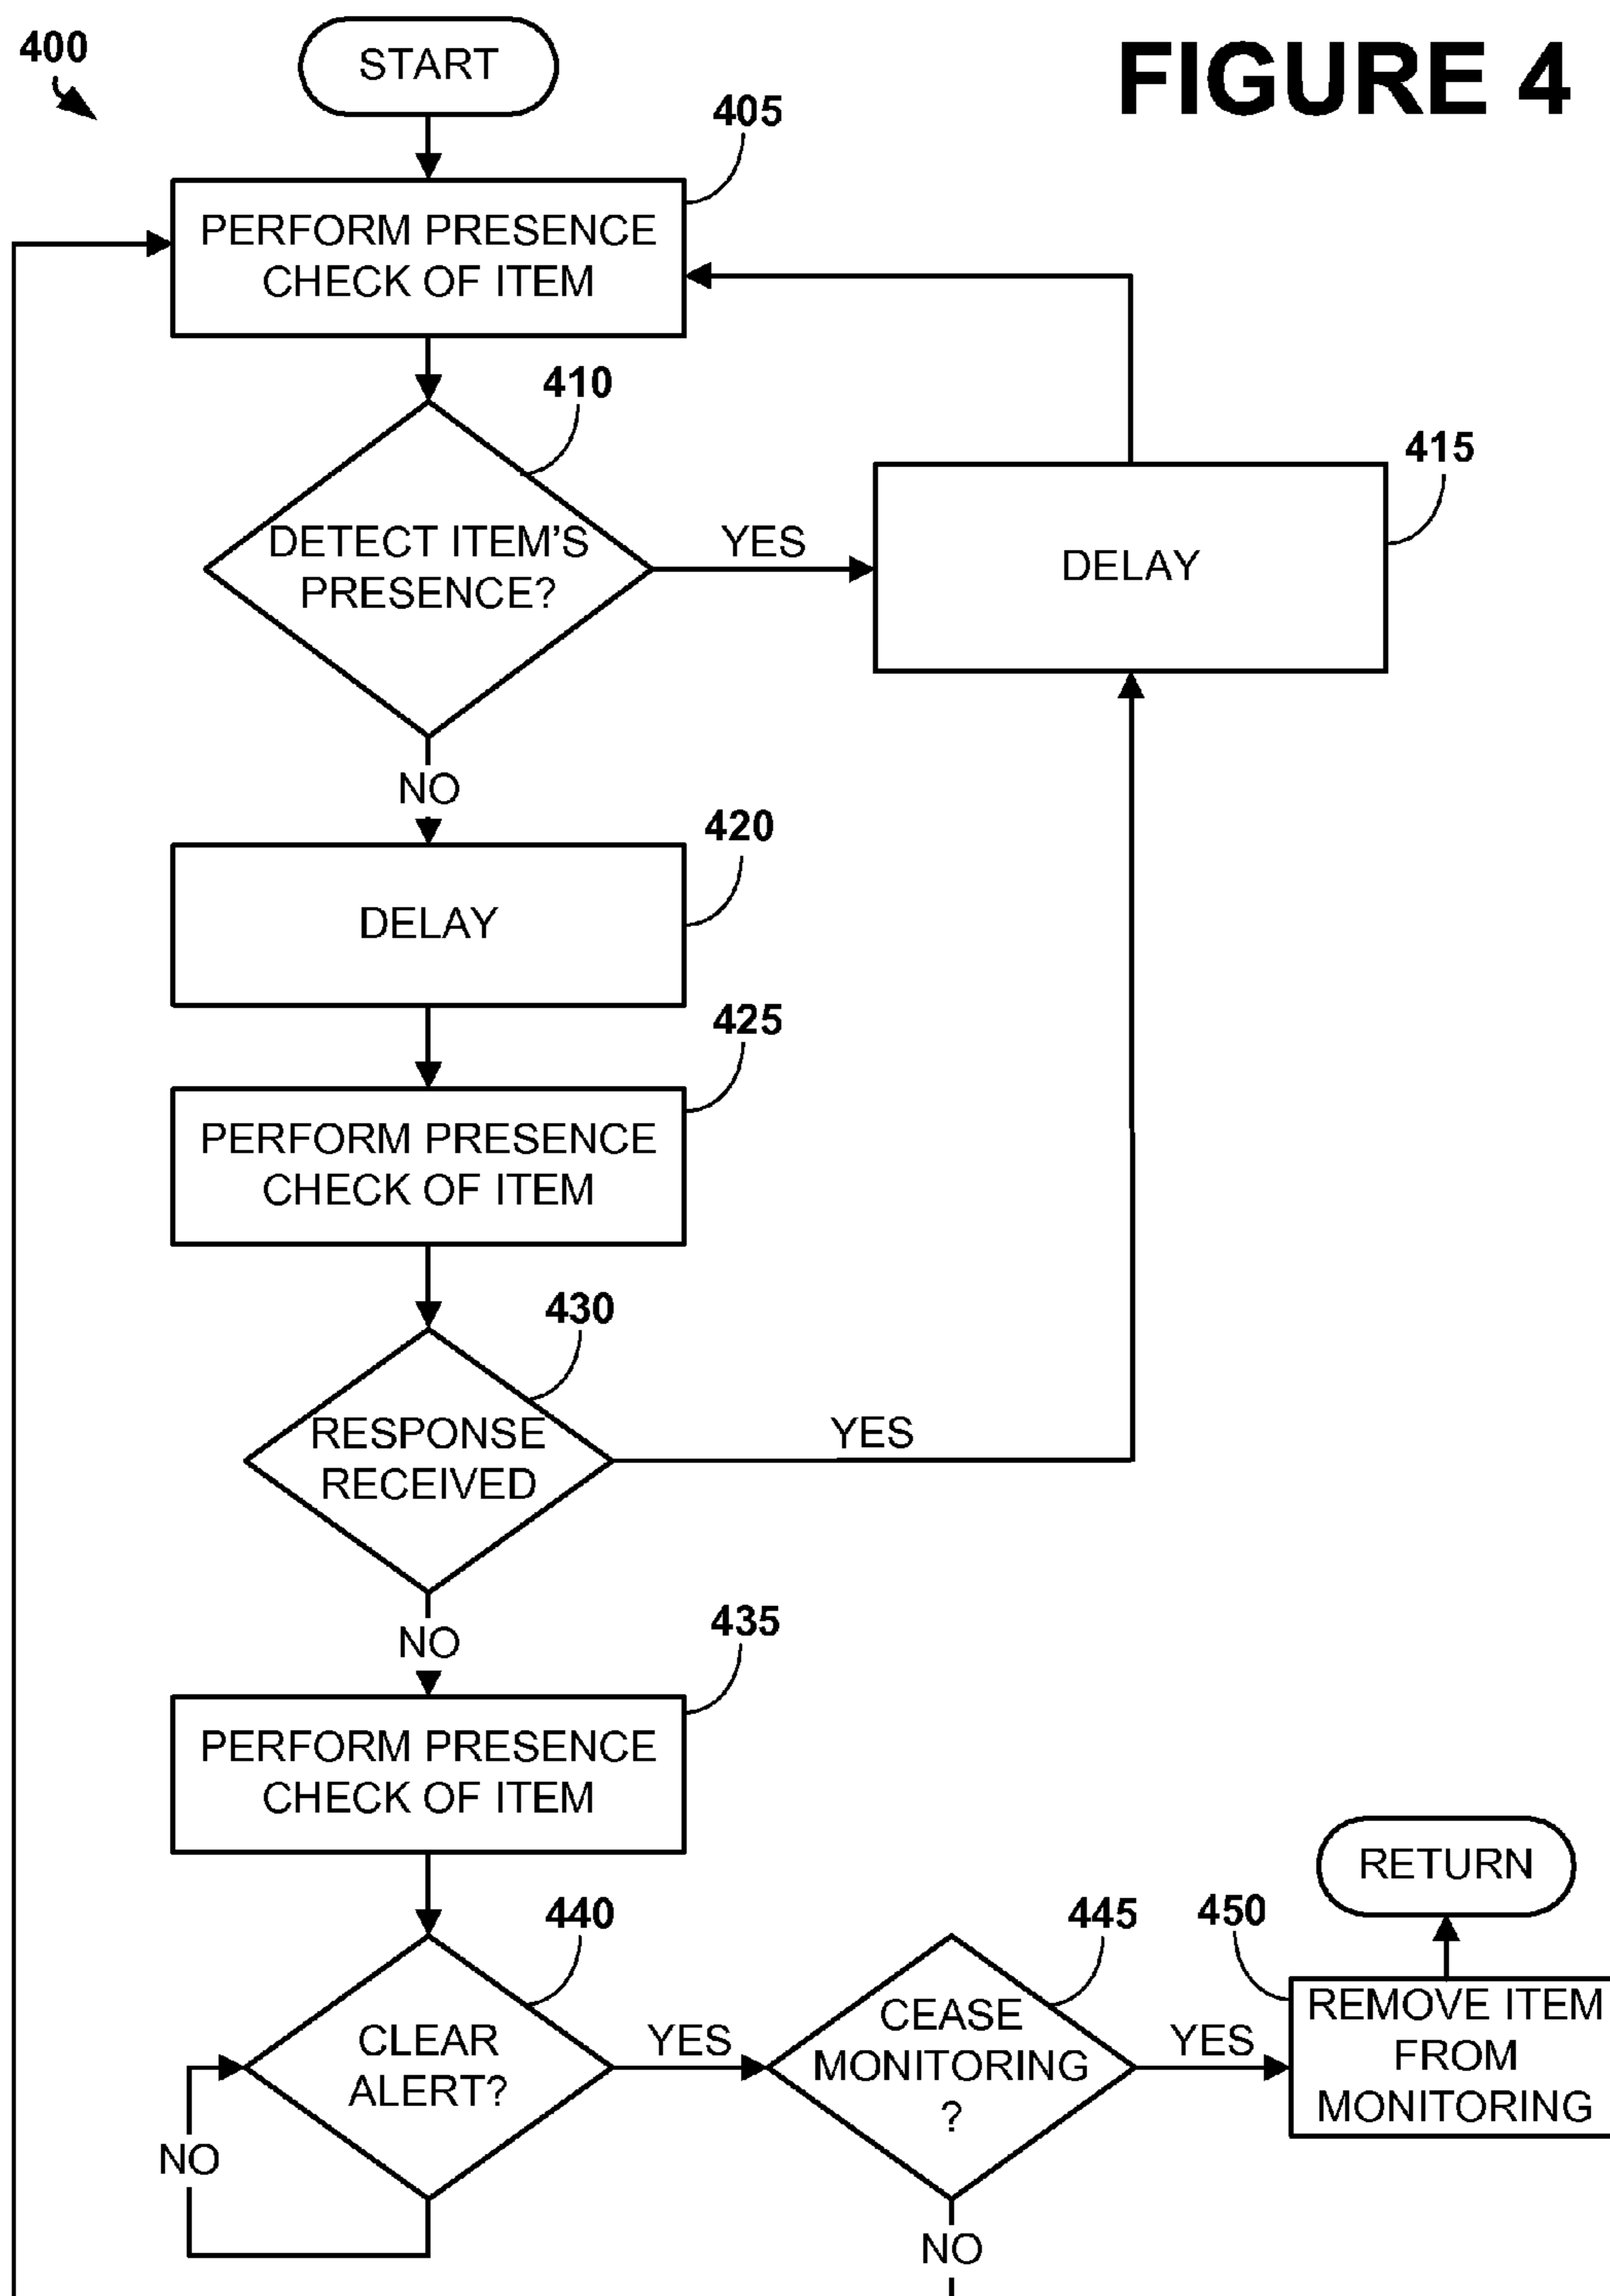 400
START
FIGURE 4
405
PERFORM PRESENCE
CHECK OF ITEM
410
DETECT ITEM'S
PRESENCE?
YES
415
DELAY
NO
420
DELAY
425
PERFORM PRESENCE
CHECK OF ITEM
430
RESPONSE
RECEIVED
YES
NO
435
PERFORM PRESENCE
CHECK OF ITEM
440
CLEAR
ALERT?
NO
YES
445
CEASE
MONITORING
?
NO
YES
450
REMOVE ITEM
FROM
MONITORING
RETURN